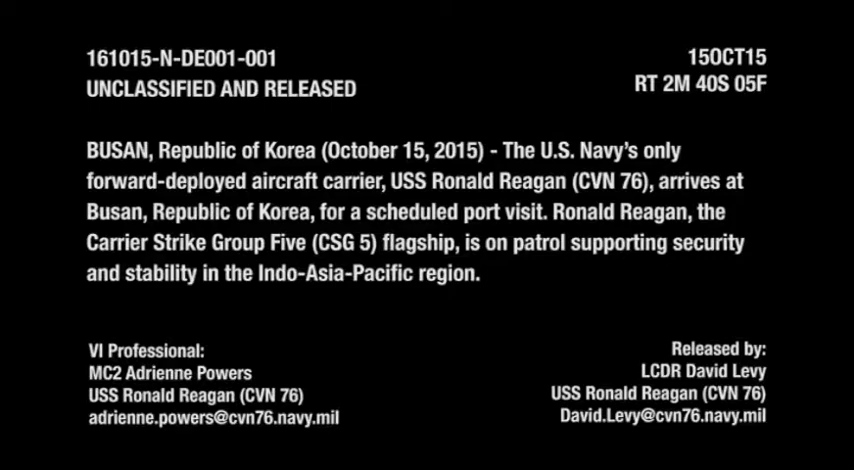 161015-N-DE001-001
15OCT15
UNCLASSIFIED AND RELEASED
RT 2M 40S 05F
BUSAN, Republic of Korea (October 15, 2015) - The U.S. Navy's only
forward-deployed aircraft carrier, USS Ronald Reagan (CVN 76), arrives at
Busan, Republic of Korea, for a scheduled port visit. Ronald Reagan, the
Carrier Strike Group Five (CSG 5) flagship, is on patrol supporting security
and stability in the Indo-Asia-Pacific region.
VI Professional:
MC2 Adrienne Powers
USS Ronald Reagan (CVN 76)
adrienne.powers@cvn76.navy.mil
Released by:
LCDR David Levy
USS Ronald Reagan (CVN 76)
David.Levy@cvn76.navy.mil